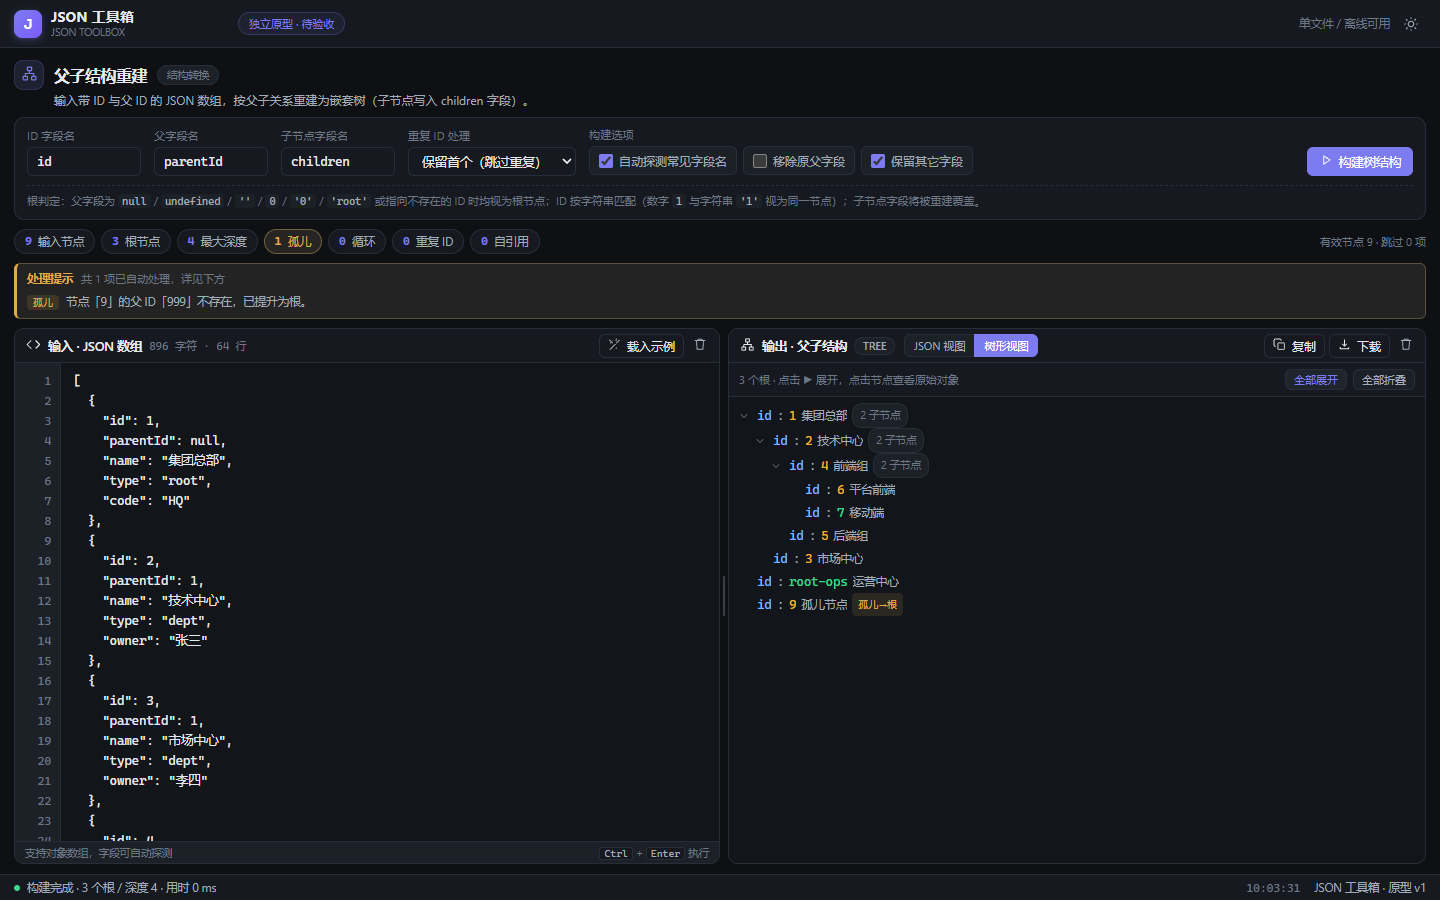 J
JSON 工具箱
JSON TOOLBOX
独立原型 · 待验收
单文件 / 离线可用
父子结构重建
结构转换
输入带 ID 与父 ID 的 JSON 数组，按父子关系重建为嵌套树（子节点写入 children 字段）。
ID 字段名
父字段名
子节点字段名
重复 ID 处理
构建选项
id
parentId
children
保留首个（跳过重复）
自动探测常见字段名
移除原父字段
保留其它字段
构建树结构
根判定：父字段为 null / undefined / '' / 0 / '0' / 'root' 或指向不存在的 ID 时均视为根节点；ID 按字符串匹配（数字 1 与字符串 '1' 视为同一节点）；子节点字段将被重建覆盖。
9 输入节点
3 根节点
4 最大深度
1 孤儿
0 循环
0 重复 ID
0 自引用
有效节点 9 · 跳过 0 项
处理提示 共 1 项已自动处理，详见下方
孤儿 节点「9」的父 ID「999」不存在，已提升为根。
输入 · JSON 数组 896 字符 · 64 行
载入示例
1 [
2 {
3 "id": 1,
4 "parentId": null,
5 "name": "集团总部",
6 "type": "root",
7 "code": "HQ"
8 },
9 {
10 "id": 2,
11 "parentId": 1,
12 "name": "技术中心",
13 "type": "dept",
14 "owner": "张三"
15 },
16 {
17 "id": 3,
18 "parentId": 1,
19 "name": "市场中心",
20 "type": "dept",
21 "owner": "李四"
22 },
23 {
24 "id": 4,
支持对象数组，字段可自动探测
Ctrl + Enter 执行
输出 · 父子结构 TREE
JSON 视图
树形视图
复制
下载
3 个根 · 点击 ▶ 展开，点击节点查看原始对象
全部展开
全部折叠
id : 1 集团总部 2 子节点
id : 2 技术中心 2 子节点
id : 4 前端组 2 子节点
id : 6 平台前端
id : 7 移动端
id : 5 后端组
id : 3 市场中心
id : root-ops 运营中心
id : 9 孤儿节点 孤儿→根
构建完成 · 3 个根 / 深度 4 · 用时 0 ms
10:03:31
JSON 工具箱 · 原型 v1